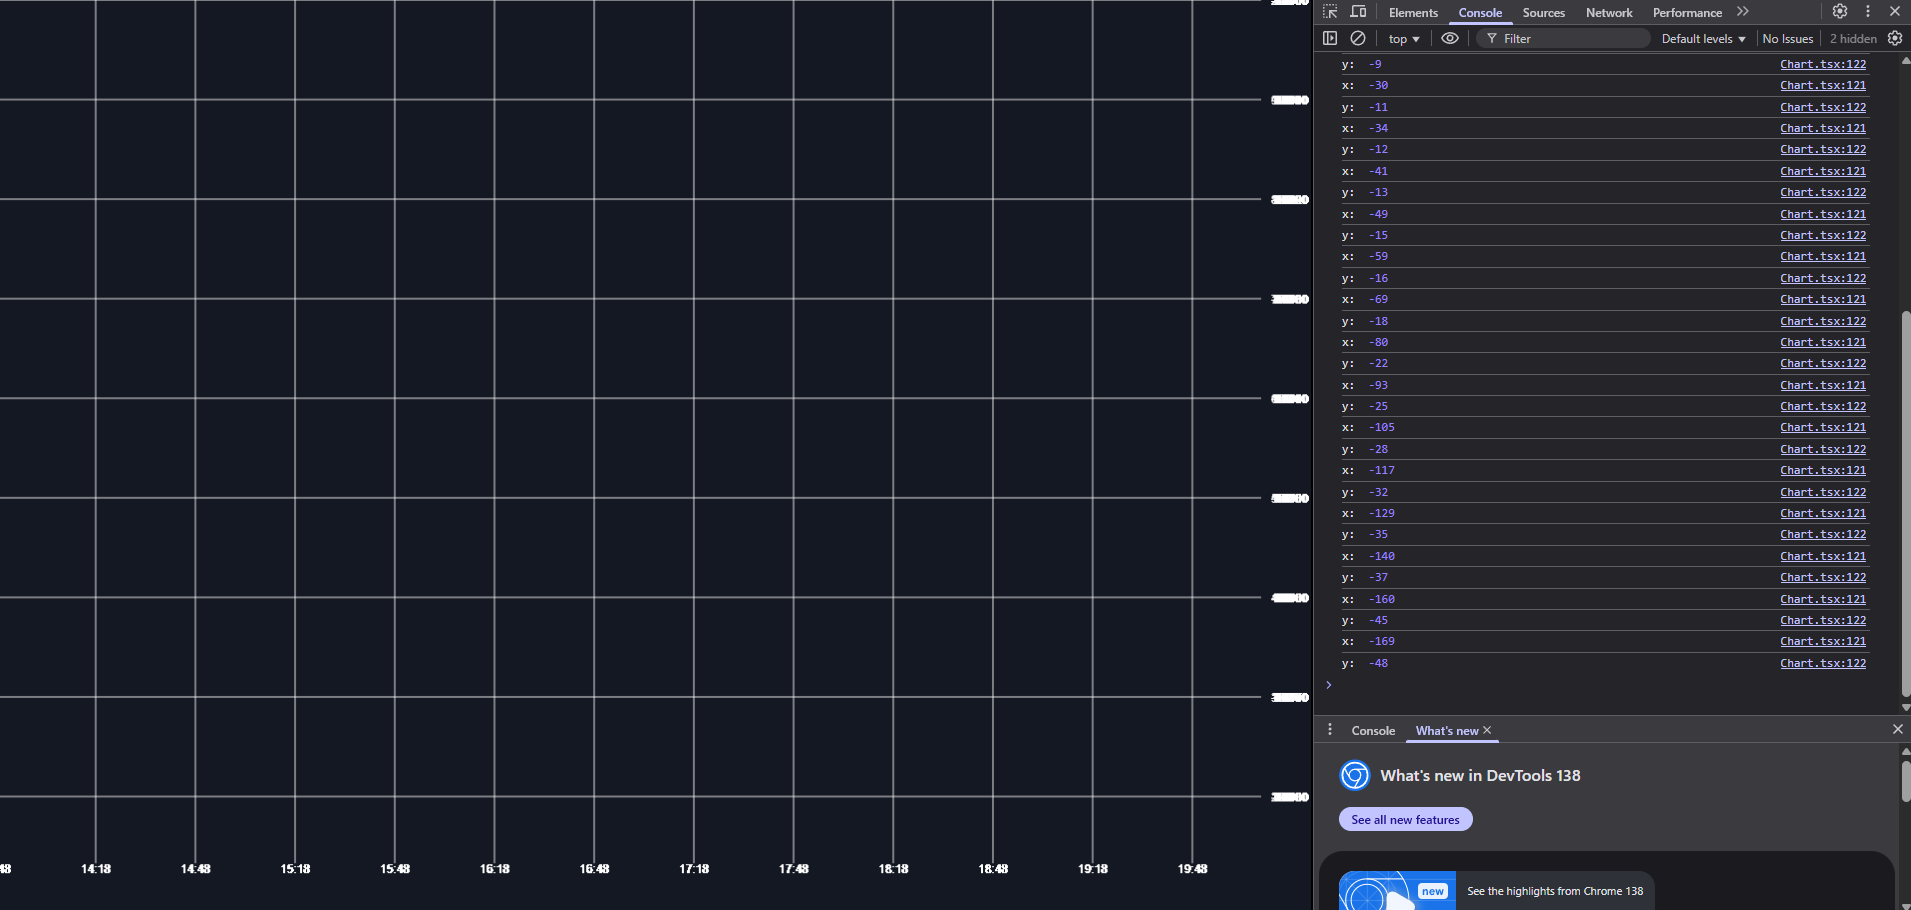 Elements Console Sources Network Performance
top Filter Default levels No Issues 2 hidden
y: -9 Chart.tsx:122
x: -30 Chart.tsx:121
y: -11 Chart.tsx:122
x: -34 Chart.tsx:121
y: -12 Chart.tsx:122
x: -41 Chart.tsx:121
y: -13 Chart.tsx:122
x: -49 Chart.tsx:121
y: -15 Chart.tsx:122
x: -59 Chart.tsx:121
y: -16 Chart.tsx:122
x: -69 Chart.tsx:121
y: -18 Chart.tsx:122
x: -80 Chart.tsx:121
y: -22 Chart.tsx:122
x: -93 Chart.tsx:121
y: -25 Chart.tsx:122
x: -105 Chart.tsx:121
y: -28 Chart.tsx:122
x: -117 Chart.tsx:121
y: -32 Chart.tsx:122
x: -129 Chart.tsx:121
y: -35 Chart.tsx:122
x: -140 Chart.tsx:121
y: -37 Chart.tsx:122
x: -160 Chart.tsx:121
y: -45 Chart.tsx:122
x: -169 Chart.tsx:121
y: -48 Chart.tsx:122
Console What's new
What's new in DevTools 138
See all new features
new See the highlights from Chrome 138
14:18 14:48 15:18 15:48 16:18 16:48 17:18 17:48 18:18 18:48 19:18 19:48